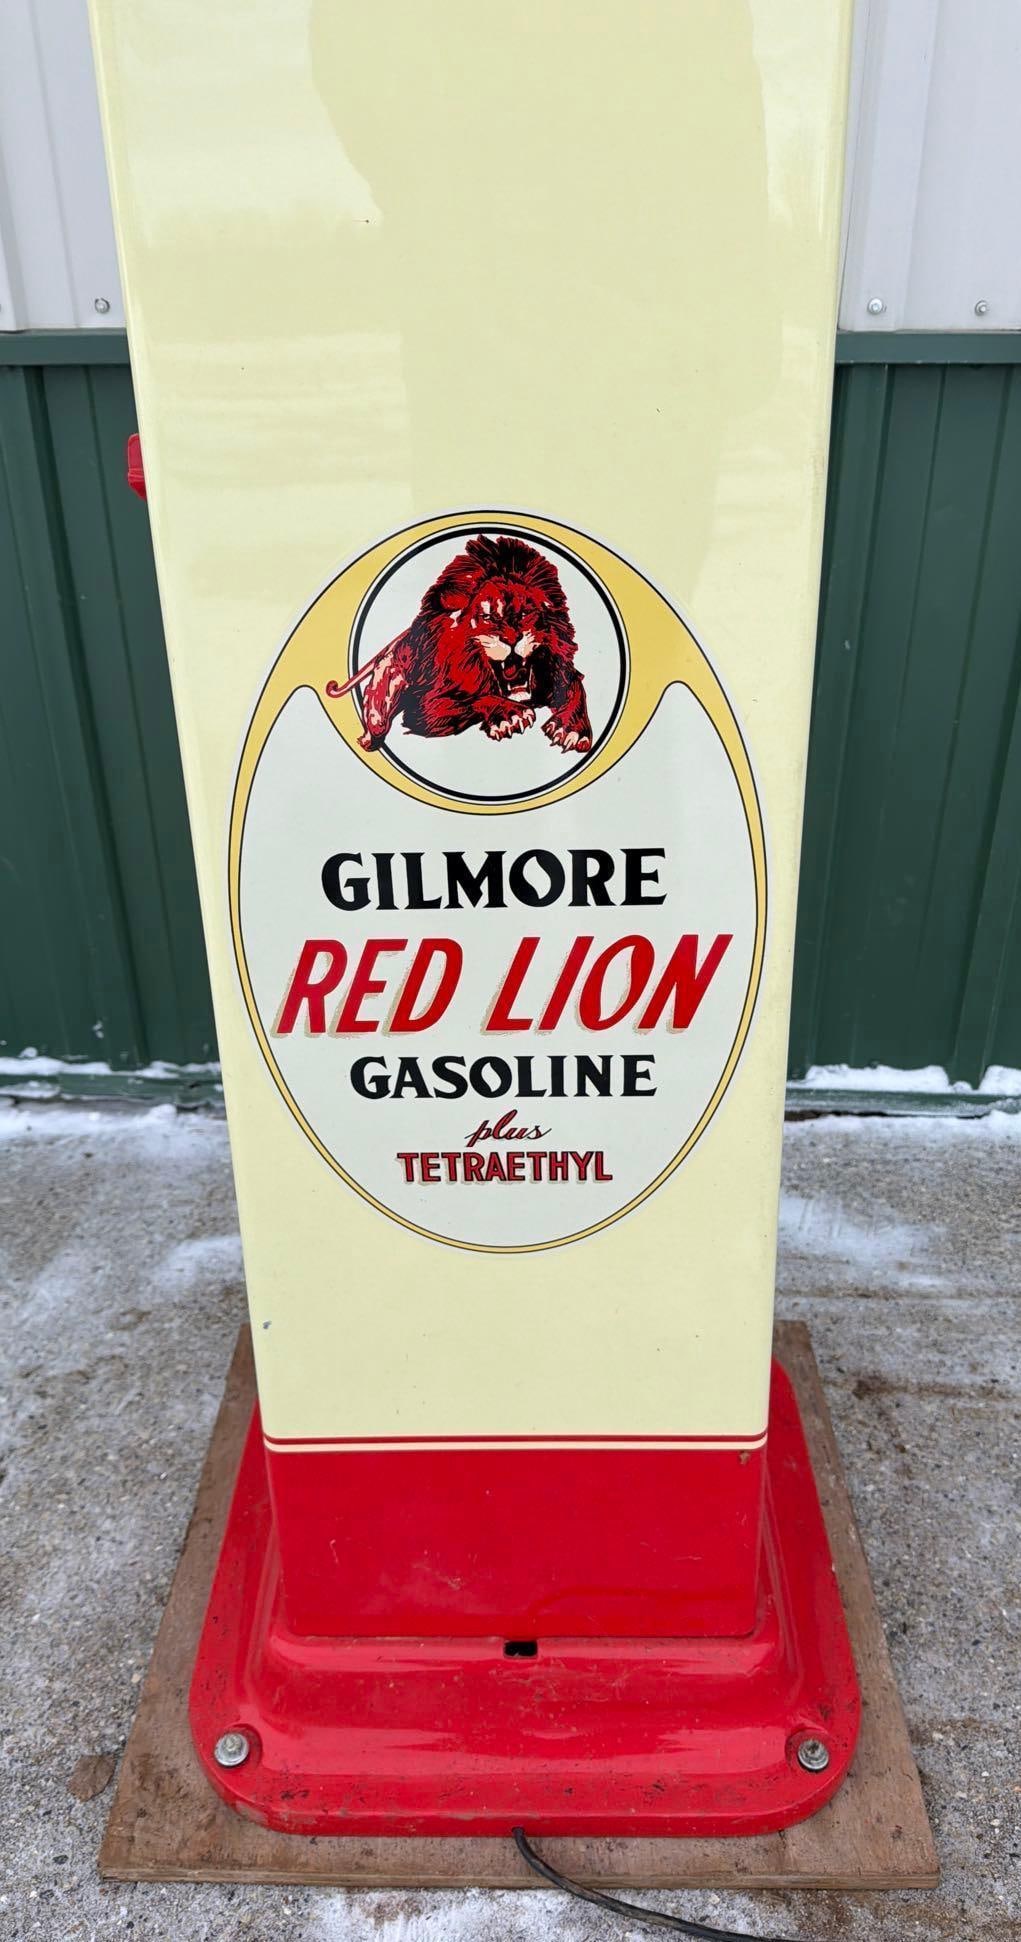 GILMORE
RED LION
GASOLINE
plus
TETRAETHYL